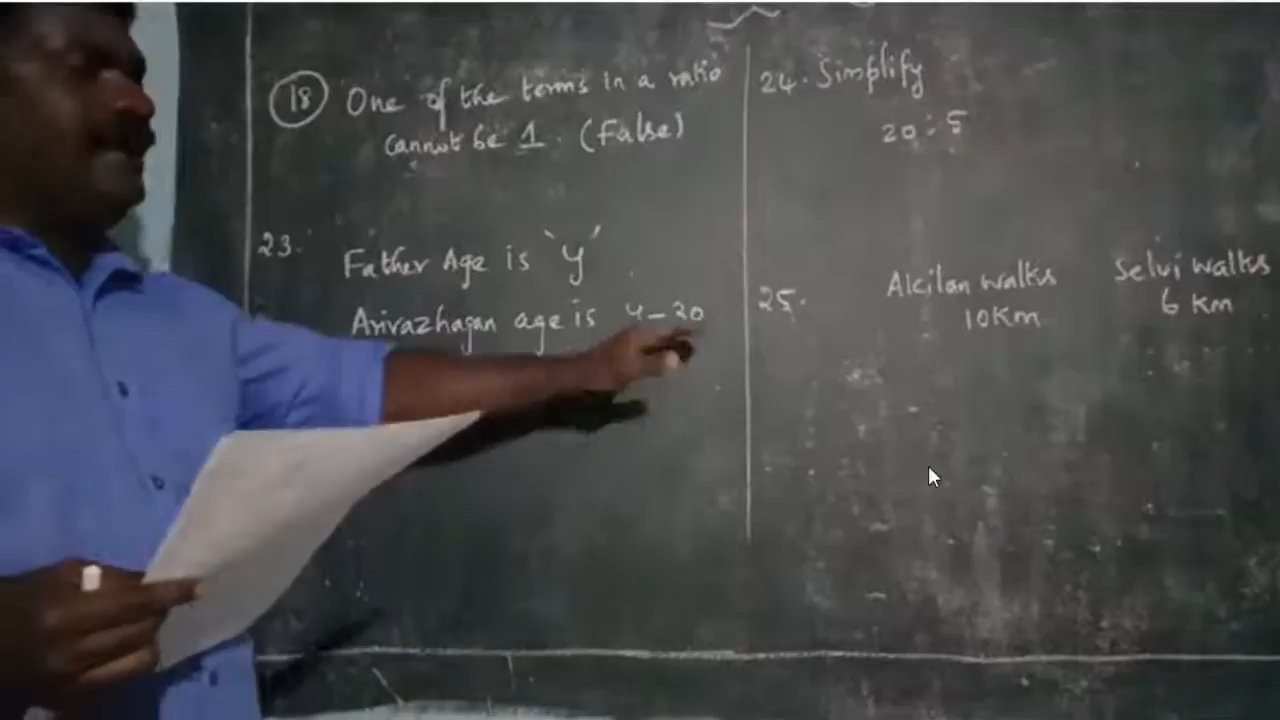 18 One of the terms in a ratio
cannot be 1. (False)
23. Father Age is 'y'
Arivazhagan age is y-30
24. Simplify
20:5
25. Akilan walks
10Km
Selvi walks
6 Km